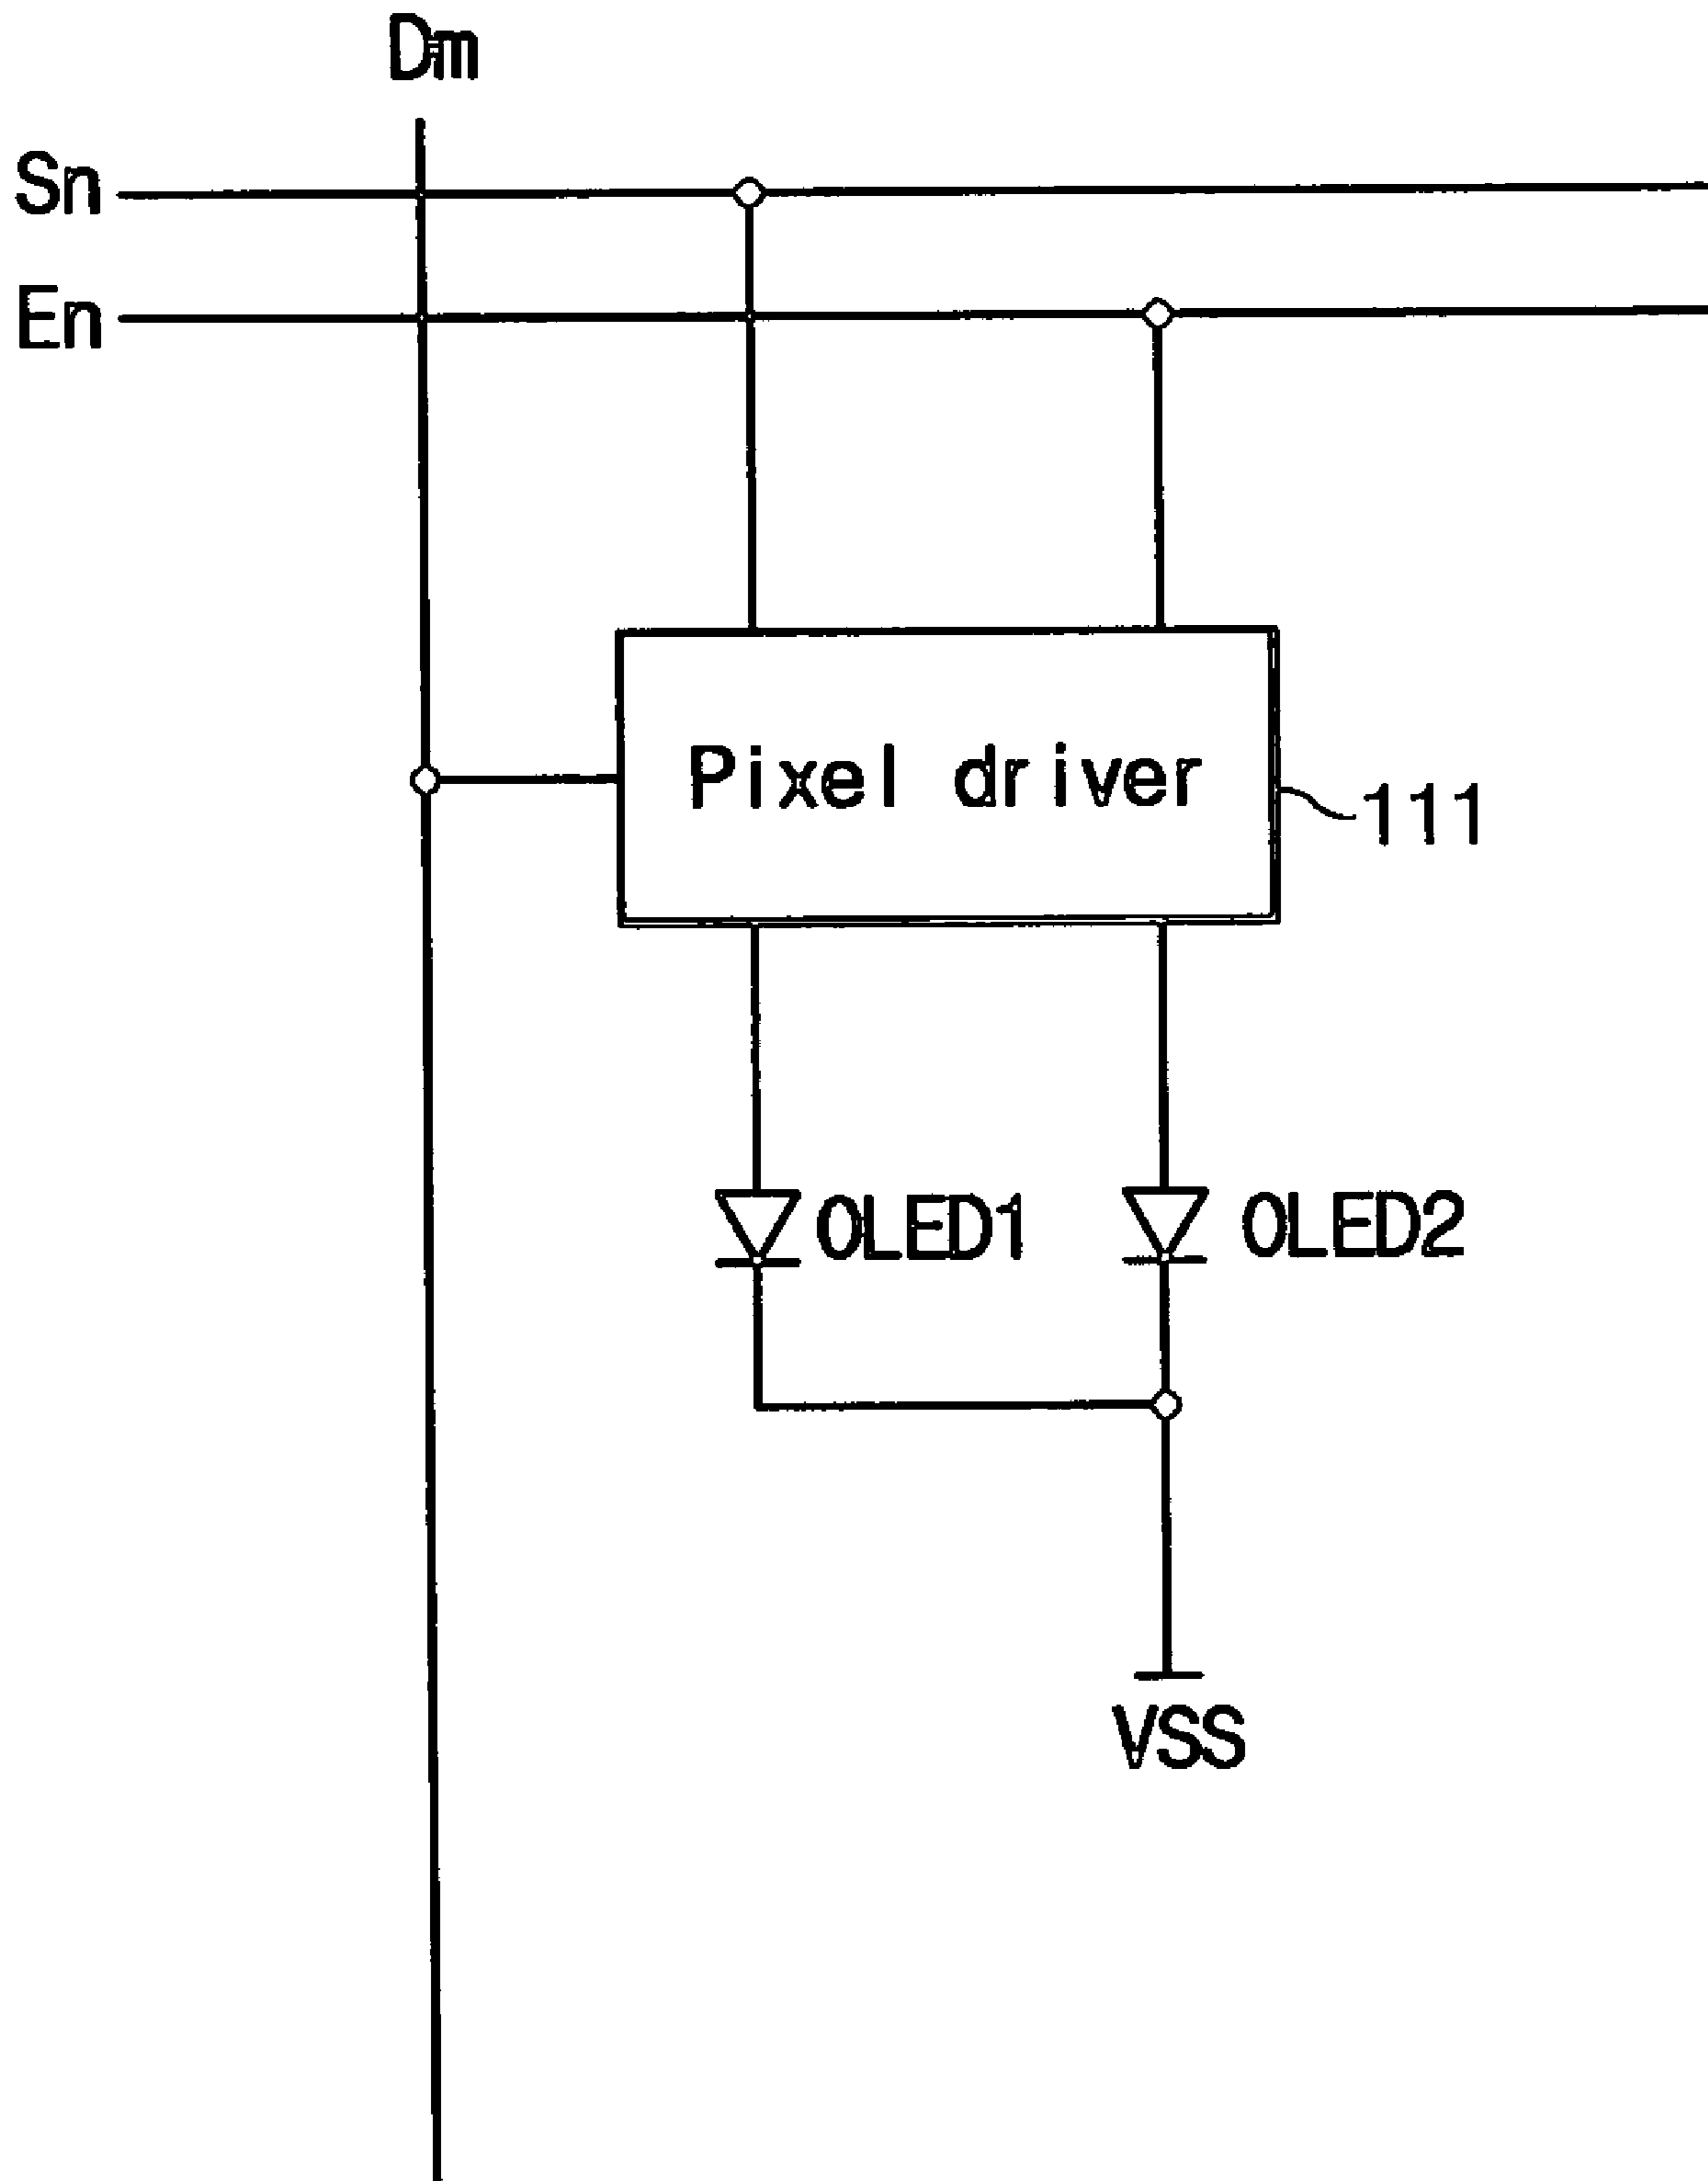 Dm
Sn
En
Pixel driver
111
OLED1
OLED2
VSS